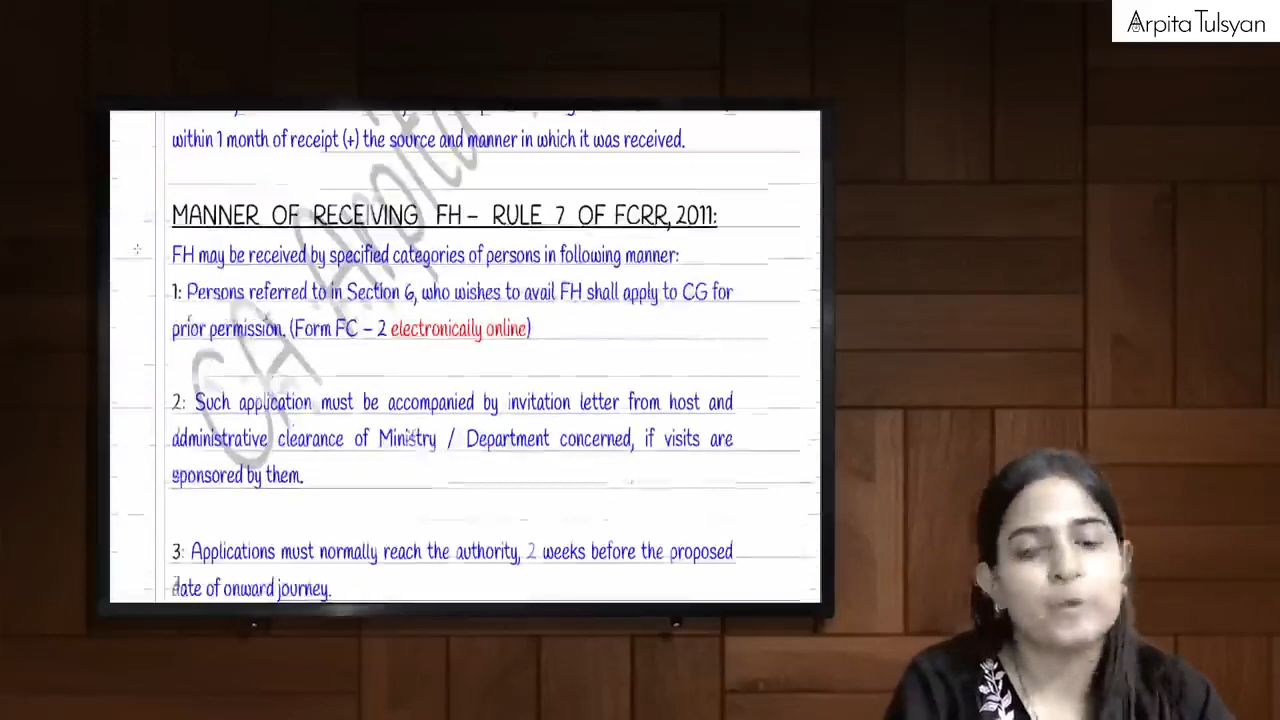 Arpita Tulsyan
within 1 month of receipt (+) the source and manner in which it was received.
MANNER OF RECEIVING FH – RULE 7 OF FCRR, 2011:
FH may be received by specified categories of persons in following manner:
1: Persons referred to in Section 6, who wishes to avail FH shall apply to CG for
prior permission. (Form FC – 2 electronically online)
2: Such application must be accompanied by invitation letter from host and
administrative clearance of Ministry / Department concerned, if visits are
sponsored by them.
3: Applications must normally reach the authority, 2 weeks before the proposed
date of onward journey.
CA Arpita